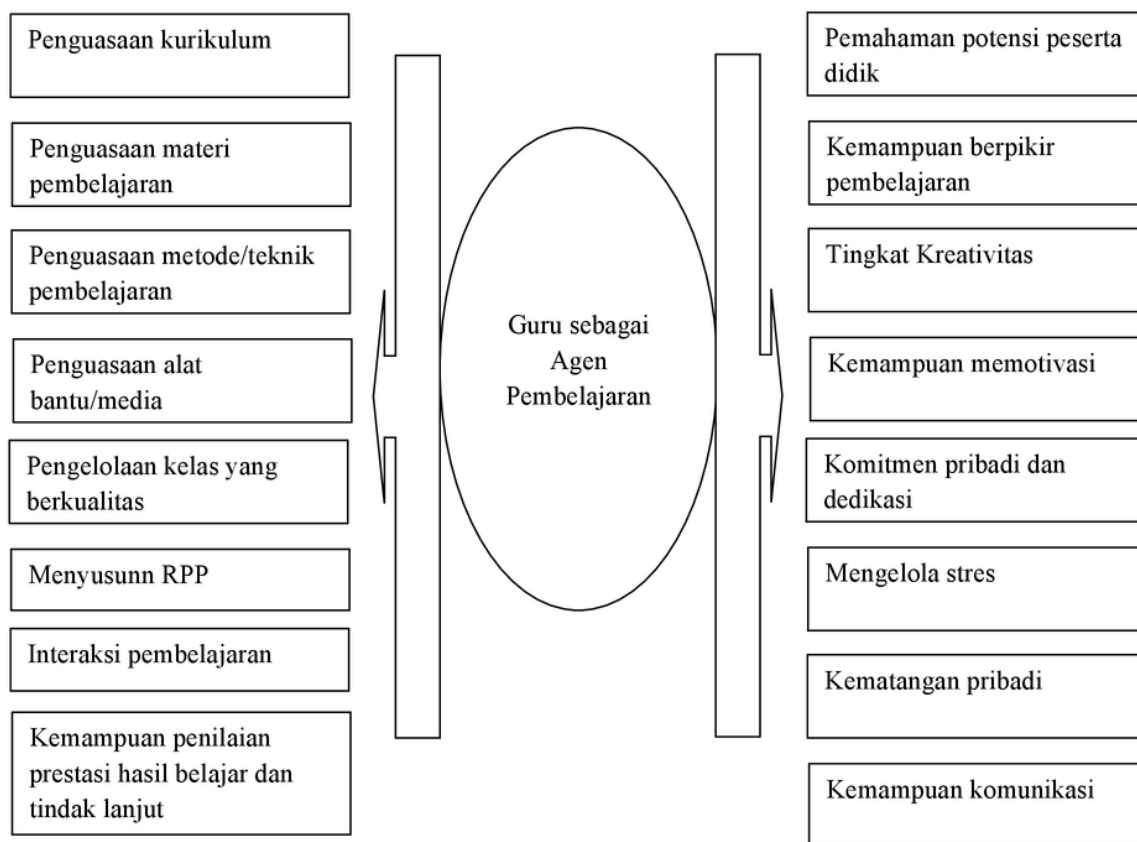 Penguasaan kurikulum
Penguasaan materi
pembelajaran
Penguasaan metode/teknik
pembelajaran
Penguasaan alat
bantu/media
Pengelolaan kelas yang
berkualitas
Menyusunn RPP
Interaksi pembelajaran
Kemampuan penilaian
prestasi hasil belajar dan
tindak lanjut
Guru sebagai
Agen
Pembelajaran
Pemahaman potensi peserta
didik
Kemampuan berpikir
pembelajaran
Tingkat Kreativitas
Kemampuan memotivasi
Komitmen pribadi dan
dedikasi
Mengelola stres
Kematangan pribadi
Kemampuan komunikasi